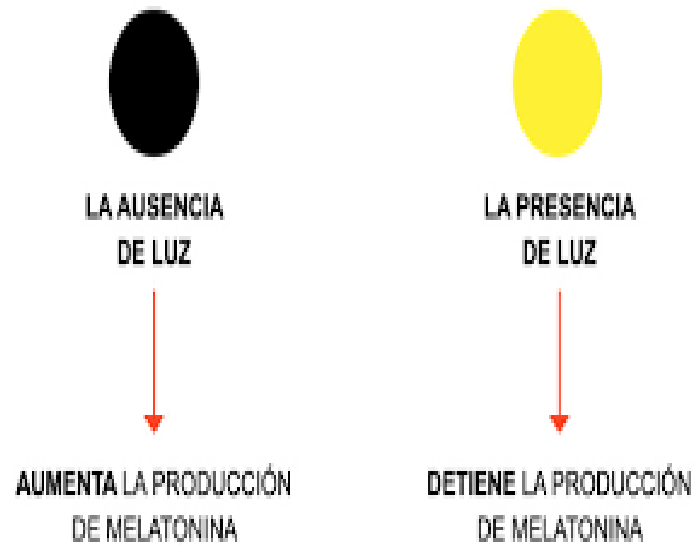 LA AUSENCIA
DE LUZ
AUMENTA LA PRODUCCIÓN
DE MELATONINA
LA PRESENCIA
DE LUZ
DETIENE LA PRODUCCIÓN
DE MELATONINA